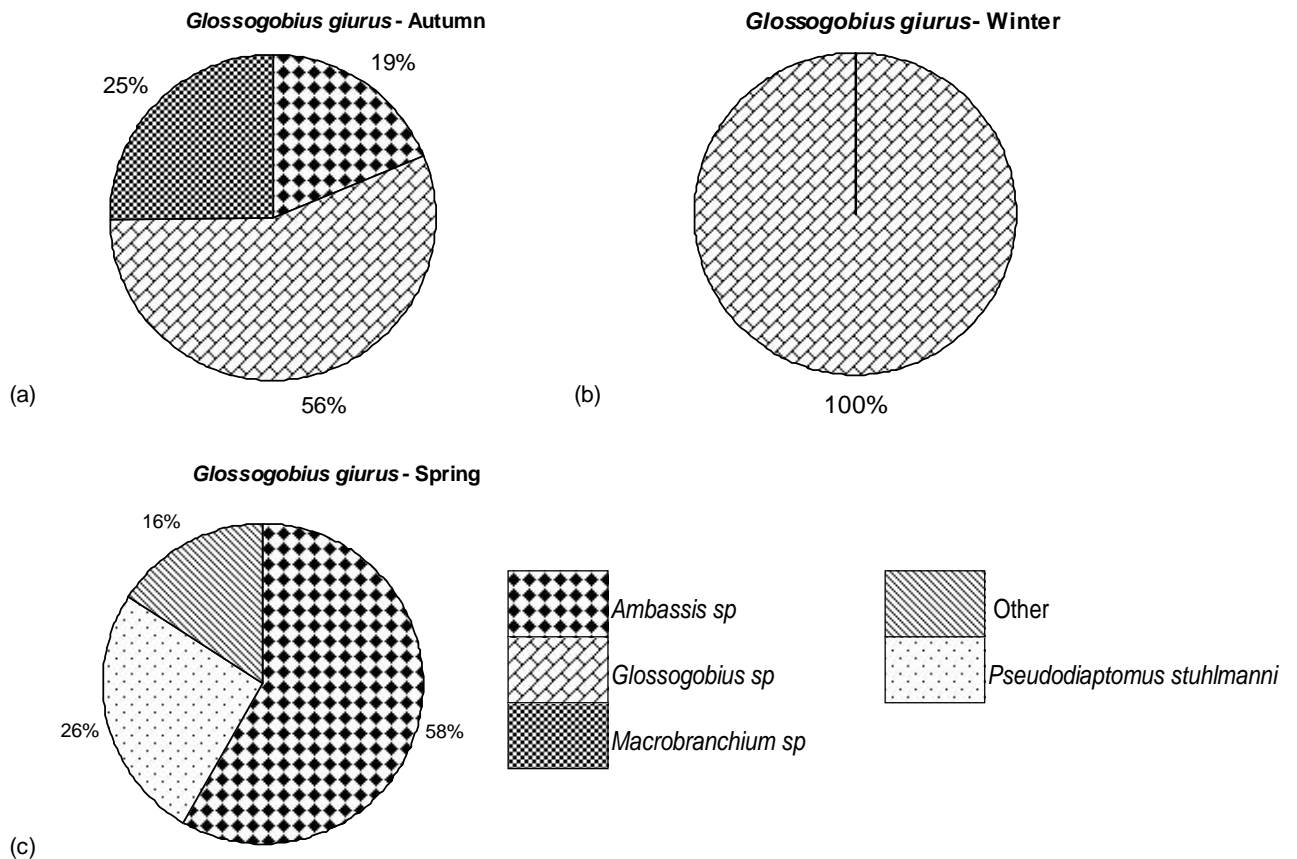 Glossogobius giurus - Autumn
19%
25%
56%
(a)
Glossogobius giurus- Winter
100%
(b)
Glossogobius giurus - Spring
16%
26%
58%
(c)
Ambassis sp
Glossogobius sp
Macrobranchium sp
Other
Pseudodiaptomus stuhlmanni